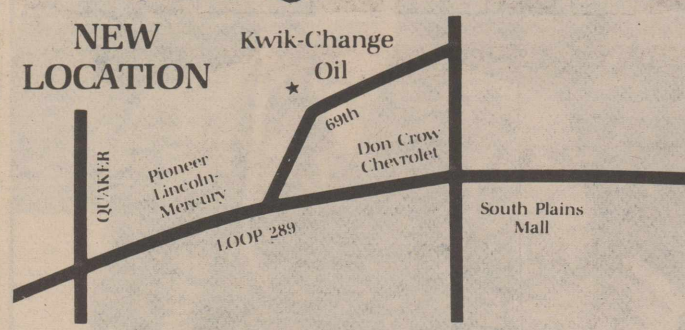 NEW
LOCATION
Kwik-Change
Oil
69th
Don Crow
Chevrolet
QUAKER
Pioneer
Lincoln-
Mercury
LOOP 289
South Plains
Mall